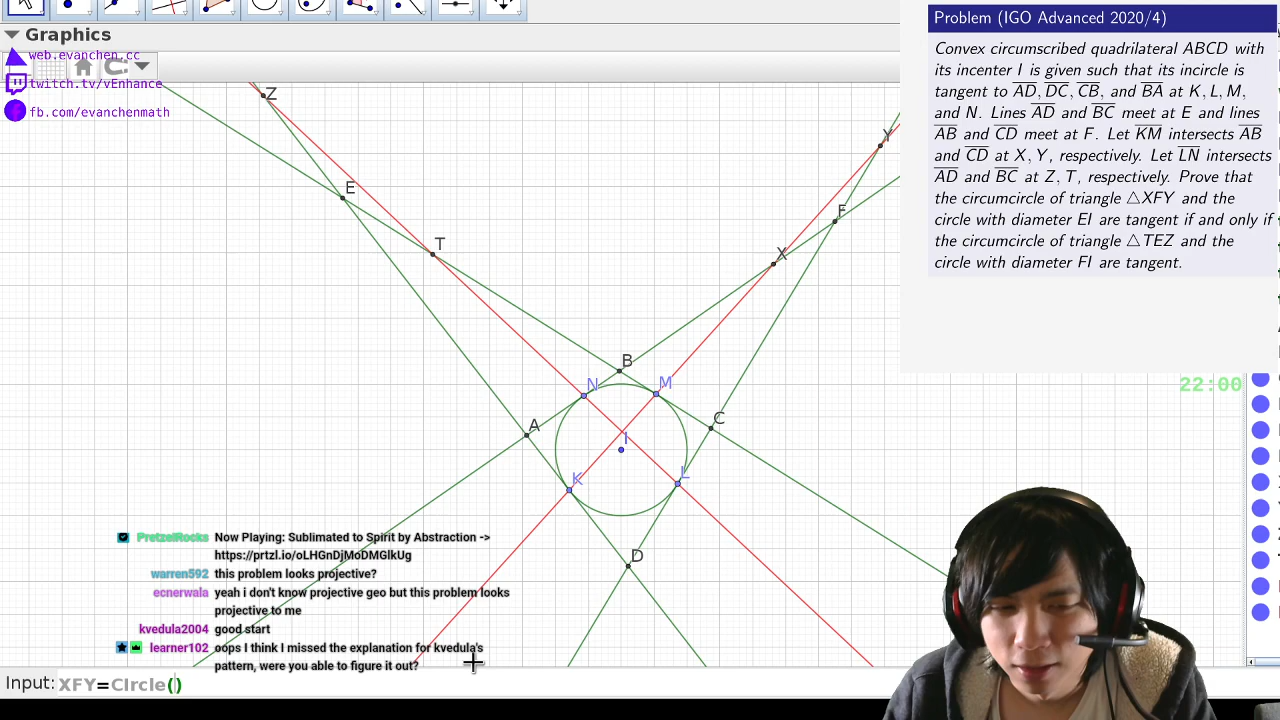 Graphics
web.evanchen.cc
twitch.tv/vEnhance
fb.com/evanchenmath
Problem (IGO Advanced 2020/4)
Convex circumscribed quadrilateral ABCD with
its incenter I is given such that its incircle is
tangent to AD, DC, CB, and BA at K, L, M,
and N. Lines AD and BC meet at E and lines
AB and CD meet at F. Let KM intersects AB
and CD at X, Y, respectively. Let LN intersects
AD and BC at Z, T, respectively. Prove that
the circumcircle of triangle △XFY and the
circle with diameter EI are tangent if and only if
the circumcircle of triangle △TEZ and the
circle with diameter FI are tangent.
Z
Y
E
F
T
X
B
N
M
A
C
I
K
L
D
22:00
PretzelRocks Now Playing: Sublimated to Spirit by Abstraction ->
https://prtzl.io/oLHGnDjMoDMGlkUg
warren592 this problem looks projective?
ecnerwala yeah i don't know projective geo but this problem looks
projective to me
kvedula2004 good start
learner102 oops I think I missed the explanation for kvedula's
pattern, were you able to figure it out?
Input: XFY=CIrcle()